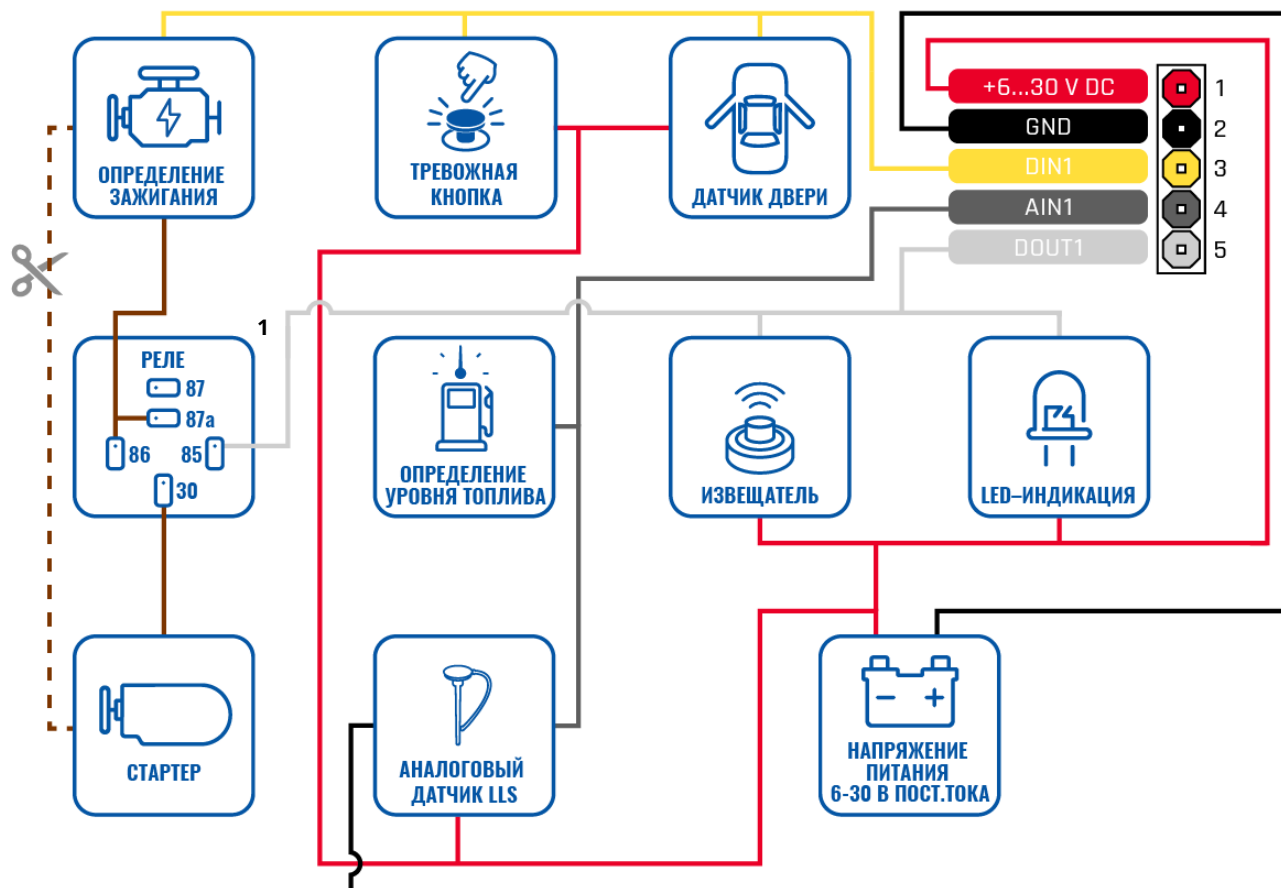 +6...30 V DC
1
GND
2
DIN1
3
AIN1
4
DOUT1
5
ОПРЕДЕЛЕНИЕ
ЗАЖИГАНИЯ
ТРЕВОЖНАЯ
КНОПКА
ДАТЧИК ДВЕРИ
1
РЕЛЕ
87
87a
86
85
30
ОПРЕДЕЛЕНИЕ
УРОВНЯ ТОПЛИВА
ИЗВЕЩАТЕЛЬ
LED–ИНДИКАЦИЯ
СТАРТЕР
АНАЛОГОВЫЙ
ДАТЧИК LLS
НАПРЯЖЕНИЕ
ПИТАНИЯ
6-30 В ПОСТ.ТОКА